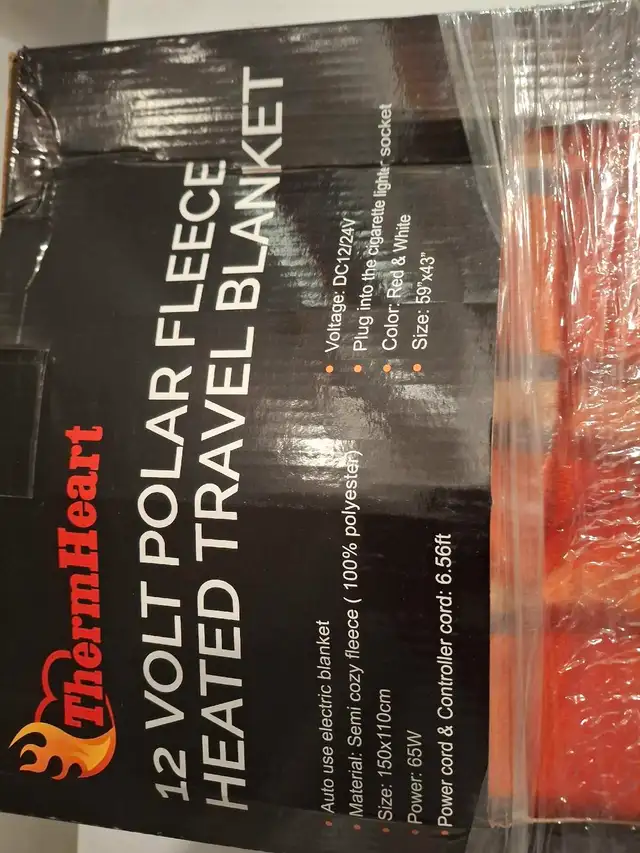 ThermHeart
12 VOLT POLAR FLEECE
HEATED TRAVEL BLANKET
Auto use electric blanket
Material: Semi cozy fleece ( 100% polyester)
Size: 150x110cm
Power: 65W
Power cord & Controller cord: 6.56ft
Voltage: DC12/24V
Plug into the cigarette lighter socket
Color: Red & White
Size: 59"x43"